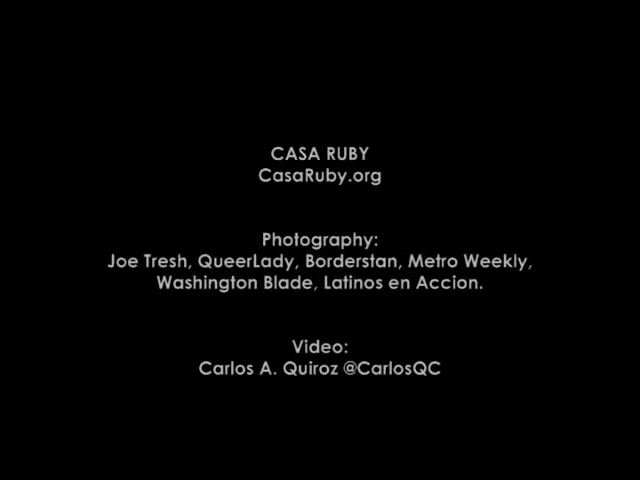 CASA RUBY
CasaRuby.org
Photography:
Joe Tresh, QueerLady, Borderstan, Metro Weekly,
Washington Blade, Latinos en Accion.
Video:
Carlos A. Quiroz @CarlosQC